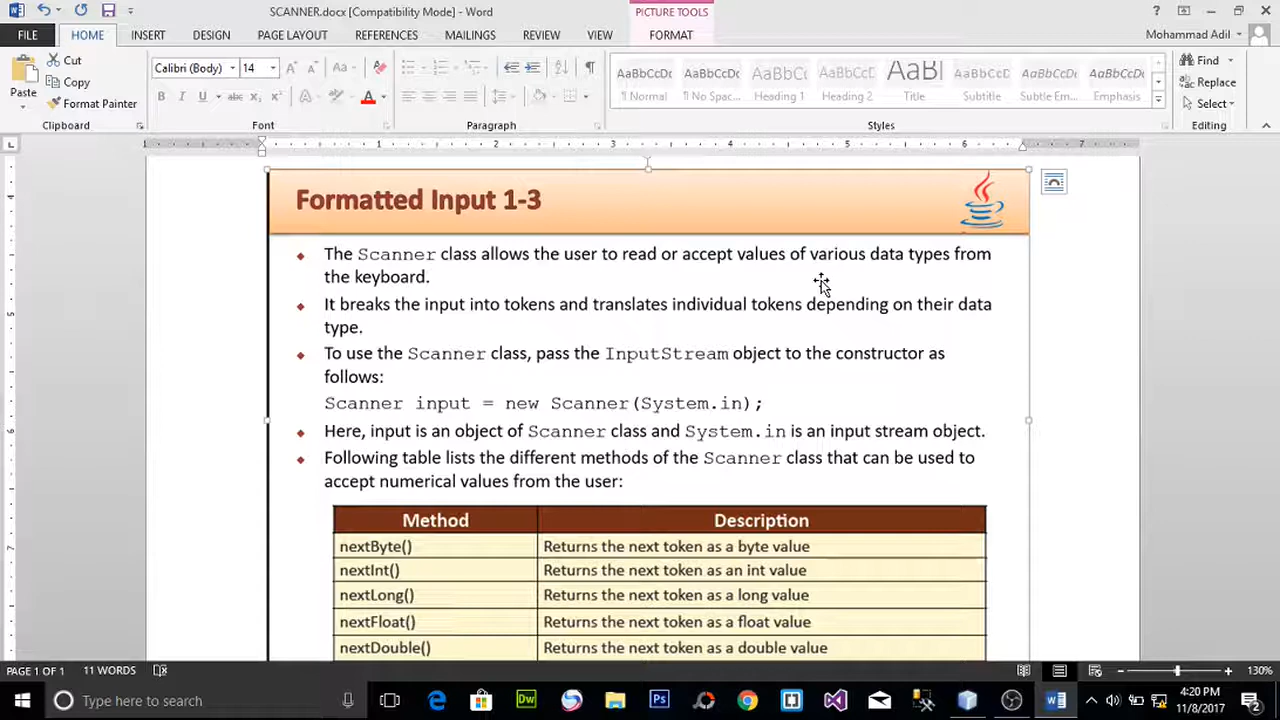 SCANNER.docx [Compatibility Mode] - Word
PICTURE TOOLS
FILE HOME INSERT DESIGN PAGE LAYOUT REFERENCES MAILINGS REVIEW VIEW FORMAT Mohammad Adil
Paste Cut Copy Format Painter
Calibri (Body) 14
AaBbCcDc AaBbCcDc AaBbCc AaBbCcC AaBl AaBbCcC AaBbCcDc AaBbCcDc
¶ Normal ¶ No Spac... Heading 1 Heading 2 Title Subtitle Subtle Em... Emphasis
Find Replace Select
Clipboard Font Paragraph Styles Editing
1 1 2 3 4 5 6 7
Formatted Input 1-3
The Scanner class allows the user to read or accept values of various data types from
the keyboard.
It breaks the input into tokens and translates individual tokens depending on their data
type.
To use the Scanner class, pass the InputStream object to the constructor as
follows:
Scanner input = new Scanner(System.in);
Here, input is an object of Scanner class and System.in is an input stream object.
Following table lists the different methods of the Scanner class that can be used to
accept numerical values from the user:
Method Description
nextByte() Returns the next token as a byte value
nextInt() Returns the next token as an int value
nextLong() Returns the next token as a long value
nextFloat() Returns the next token as a float value
nextDouble() Returns the next token as a double value
PAGE 1 OF 1 11 WORDS 130%
Type here to search
4:20 PM
11/8/2017